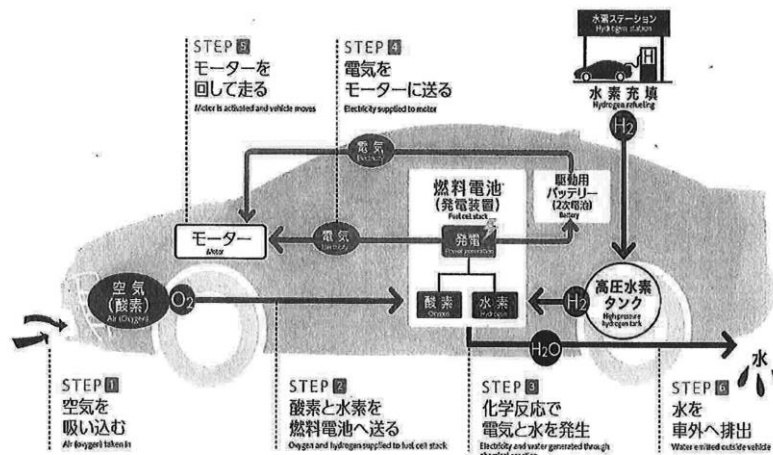 水素ステーション
Hydrogen station
水素充填
Hydrogen refueling
H2
STEP 5
モーターを
回して走る
Motor is activated and vehicle moves
STEP 4
電気を
モーターに送る
Electricity supplied to motor
電気
Electricity
燃料電池
(発電装置)
Fuel cell stack
駆動用
バッテリー
(2次電池)
Battery
モーター
Motor
電気
Electricity
発電
Power generation
空気
(酸素)
Air (Oxygen)
O2
酸素
Oxygen
水素
Hydrogen
H2
高圧水素
タンク
High pressure
hydrogen tank
H2O
水
STEP 1
空気を
吸い込む
Air (oxygen) taken in
STEP 2
酸素と水素を
燃料電池へ送る
Oxygen and hydrogen supplied to fuel cell stack
STEP 3
化学反応で
電気と水を発生
Electricity and water generated through
STEP 6
水を
車外へ排出
Water emitted outside vehicle